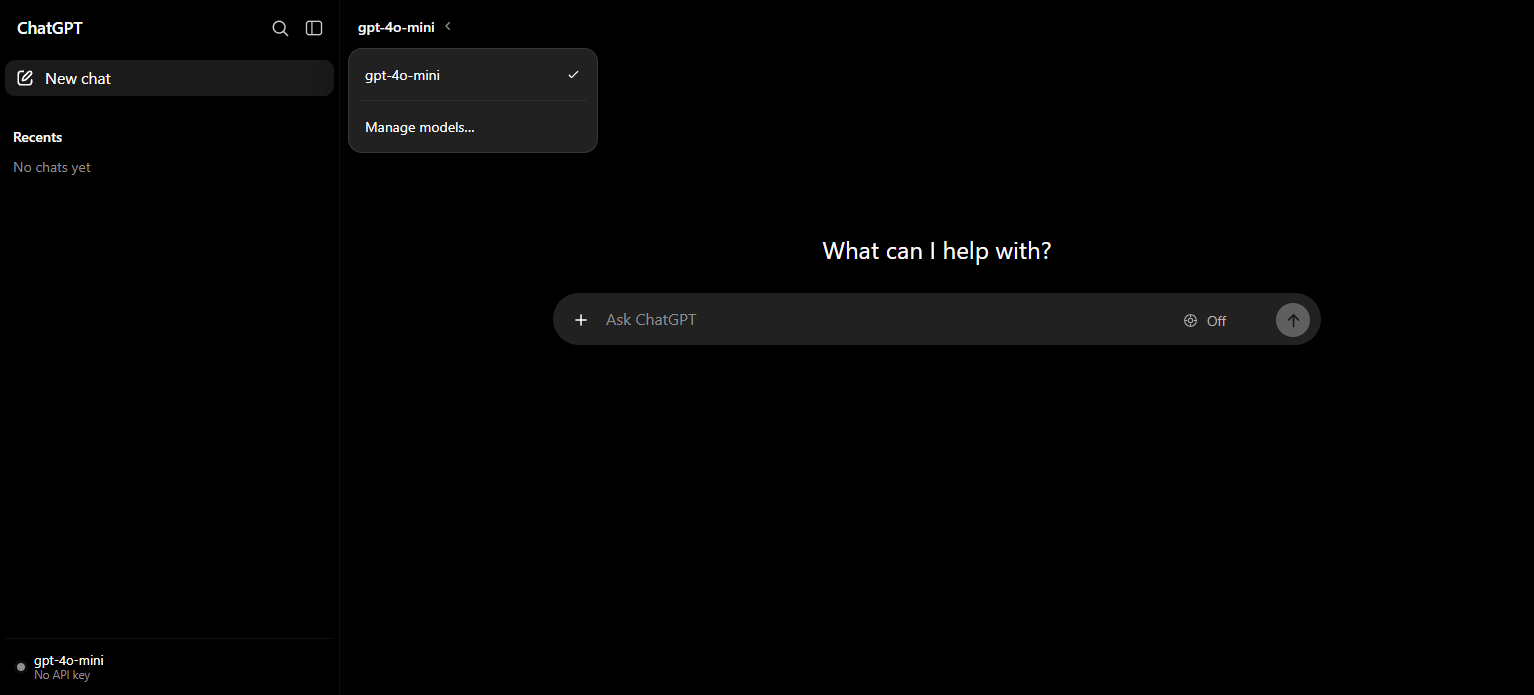 ChatGPT
New chat
Recents
No chats yet
gpt-4o-mini
No API key
gpt-4o-mini
gpt-4o-mini
Manage models...
What can I help with?
Ask ChatGPT
Off